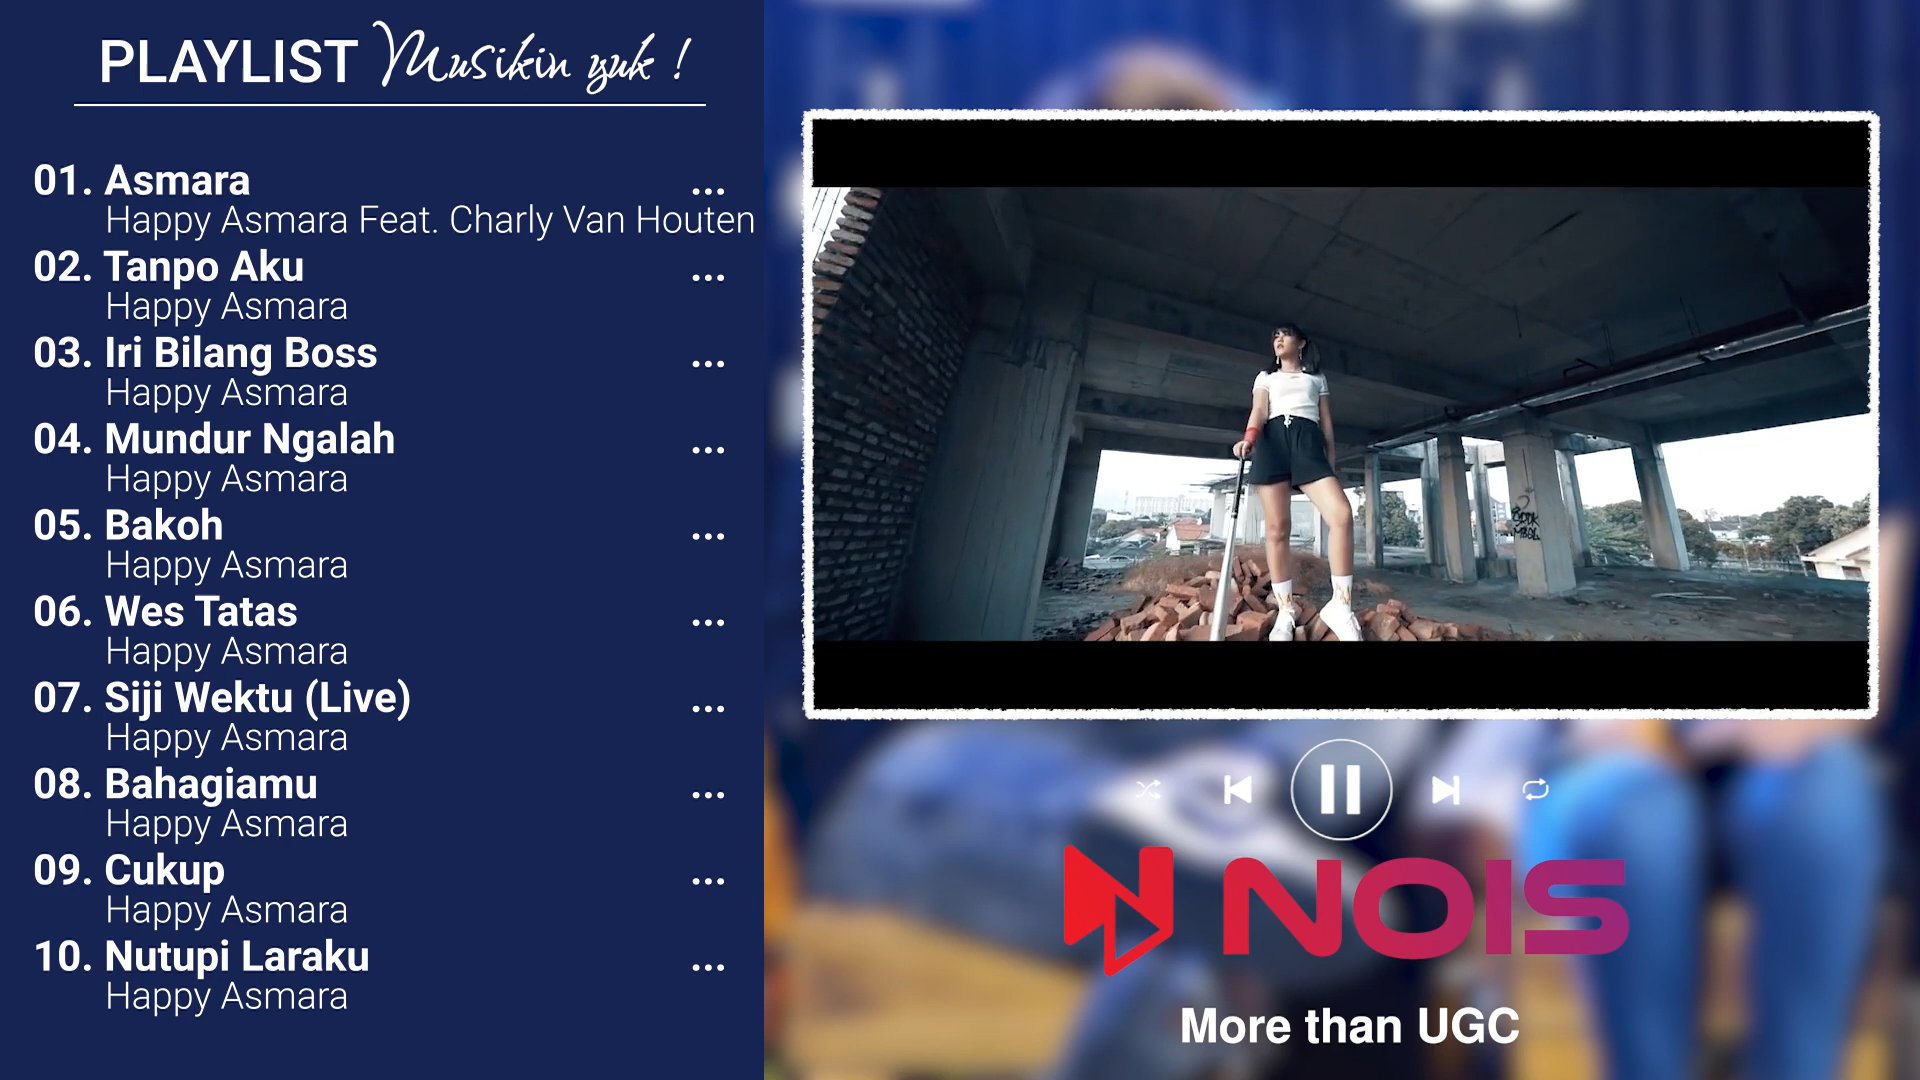 PLAYLIST Musikin yuk !
01. Asmara ...
Happy Asmara Feat. Charly Van Houten
02. Tanpo Aku ...
Happy Asmara
03. Iri Bilang Boss ...
Happy Asmara
04. Mundur Ngalah ...
Happy Asmara
05. Bakoh ...
Happy Asmara
06. Wes Tatas ...
Happy Asmara
07. Siji Wektu (Live) ...
Happy Asmara
08. Bahagiamu ...
Happy Asmara
09. Cukup ...
Happy Asmara
10. Nutupi Laraku ...
Happy Asmara
NOIS
More than UGC